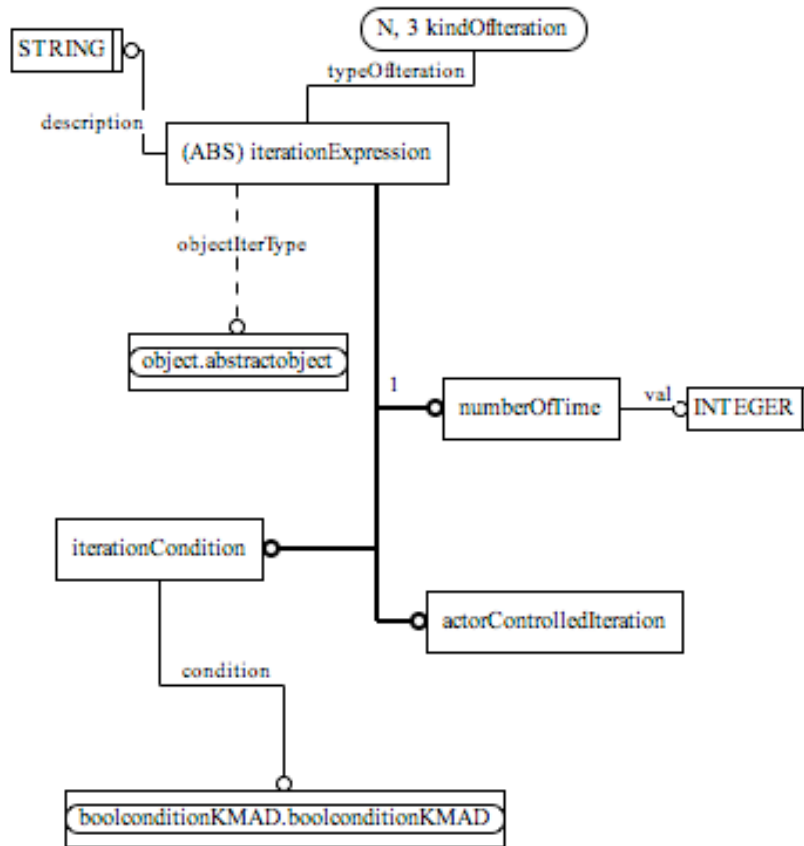 N, 3 kindOfIteration
STRING
typeOfIteration
description
(ABS) iterationExpression
objectIterType
object.abstractobject
1
numberOfTime
val
INTEGER
iterationCondition
actorControlledIteration
condition
boolconditionKMAD.boolconditionKMAD